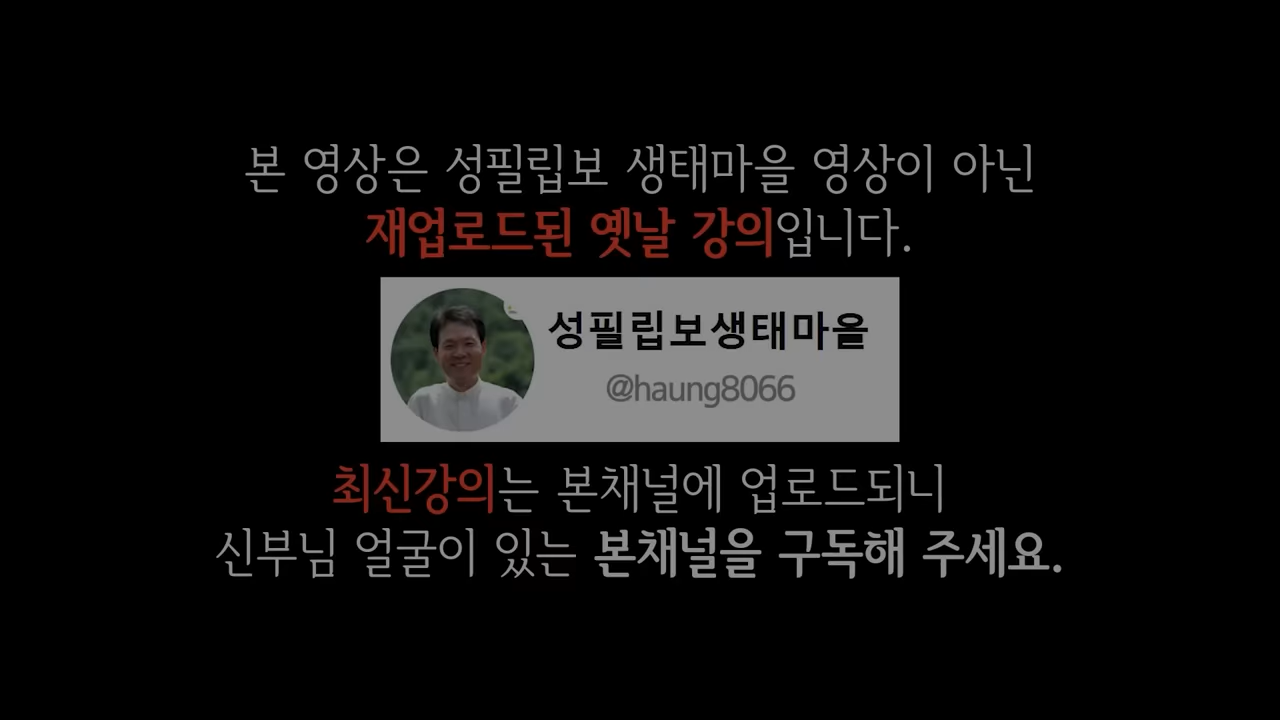 본 영상은 성필립보 생태마을 영상이 아닌
재업로드된 옛날 강의입니다.
성필립보생태마을
@haung8066
최신강의는 본채널에 업로드되니
신부님 얼굴이 있는 본채널을 구독해 주세요.